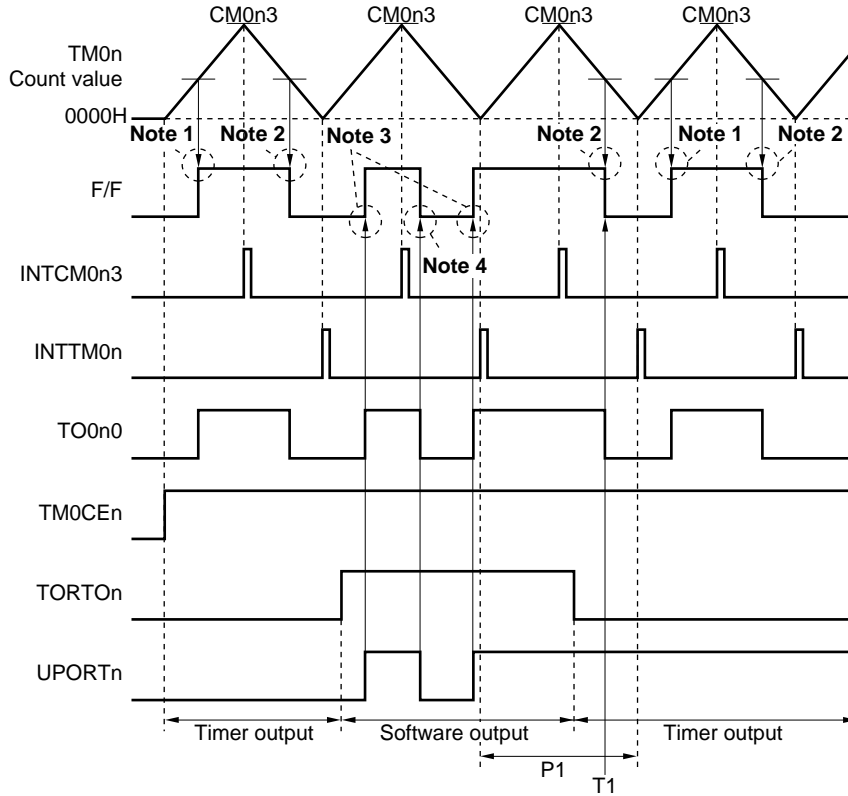 CM0n3 CM0n3 CM0n3 CM0n3
TM0n
Count value
0000H
Note 1 Note 2 Note 3 Note 2 Note 1 Note 2
F/F
Note 4
INTCM0n3
INTTM0n
TO0n0
TM0CEn
TORTOn
UPORTn
Timer output Software output Timer output
P1
T1